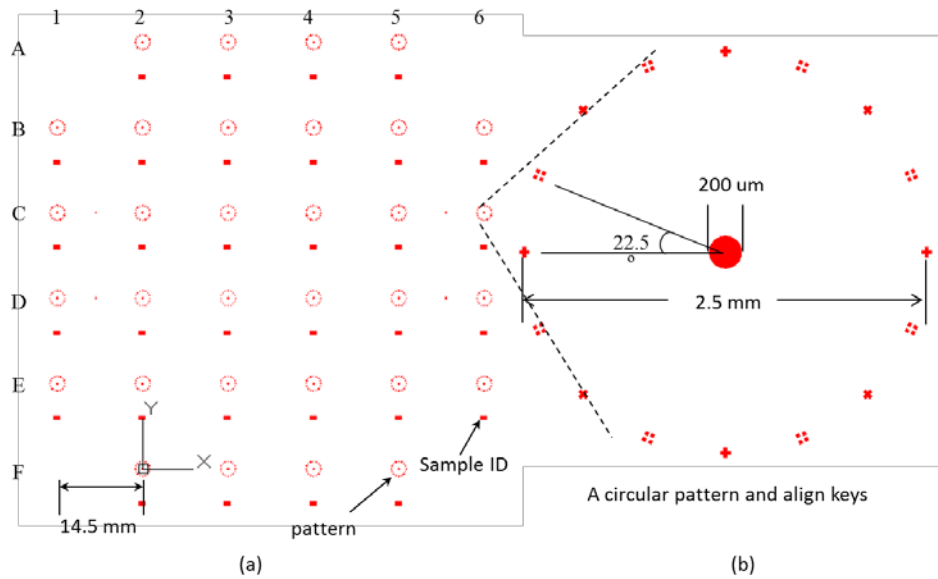 1 2 3 4 5 6
A
B
C
D
E
F
Y
X
14.5 mm
Sample ID
pattern
(a)
200 um
22.5
o
2.5 mm
A circular pattern and align keys
(b)